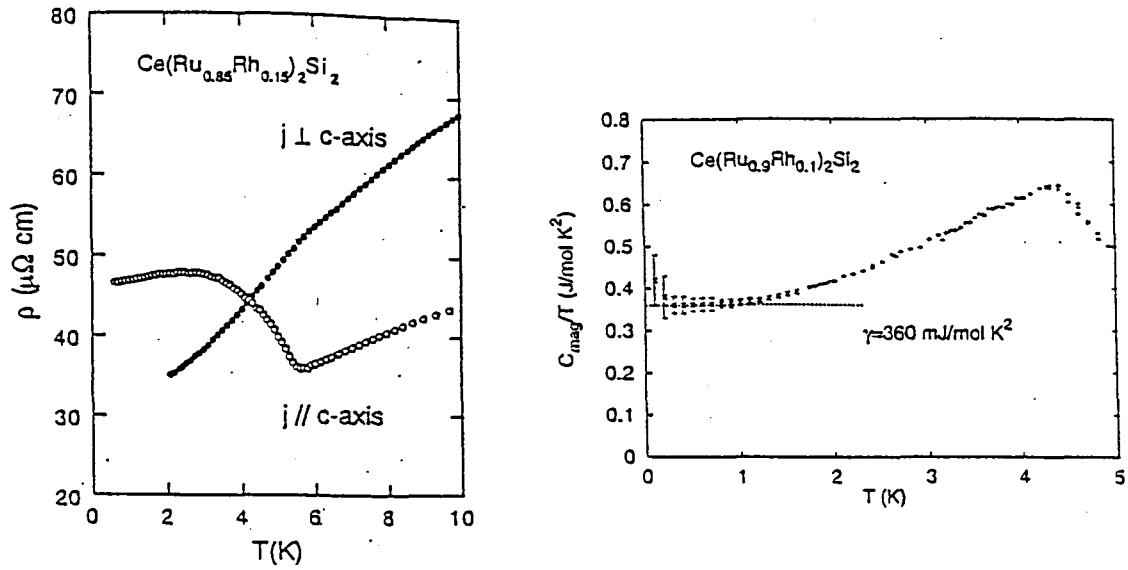 80
70
60
50
40
30
20
ρ (μΩ cm)
Ce(Ru0.85Rh0.15)2Si2
j ⊥ c-axis
j // c-axis
0 2 4 6 8 10
T(K)
0.8
0.7
0.6
0.5
0.4
0.3
0.2
0.1
0
Cmag/T (J/mol K²)
Ce(Ru0.9Rh0.1)2Si2
γ=360 mJ/mol K²
0 1 2 3 4 5
T (K)